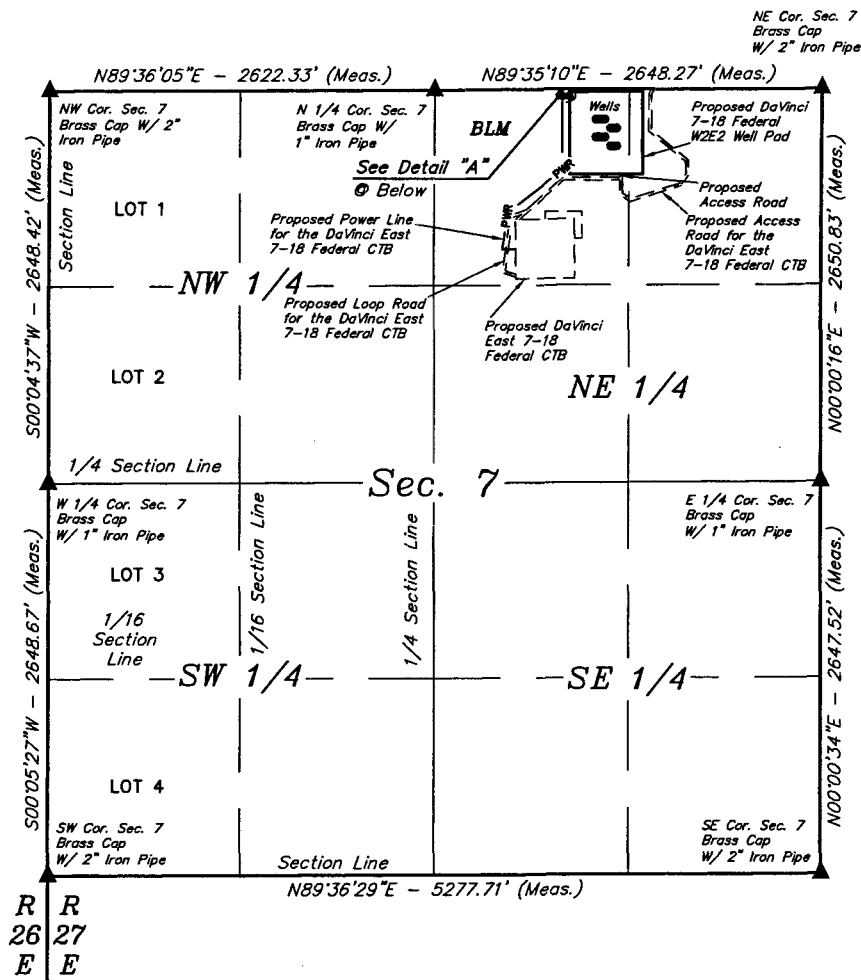 NE Cor. Sec. 7
Brass Cap
W/ 2" Iron Pipe
N89°36'05"E - 2622.33' (Meas.)
N89°35'10"E - 2648.27' (Meas.)
NW Cor. Sec. 7
Brass Cap W/ 2"
Iron Pipe
N 1/4 Cor. Sec. 7
Brass Cap W/
1" Iron Pipe
BLM
Wells
Proposed DaVinci
7-18 Federal
W2E2 Well Pad
See Detail "A"
@ Below
PWR
PWR
Proposed
Access Road
Proposed Access
Road for the
DaVinci East
7-18 Federal CTB
S00°04'37"W - 2648.42' (Meas.)
Section Line
LOT 1
Proposed Power Line
for the DaVinci East
7-18 Federal CTB
N00°00'16"E - 2650.83' (Meas.)
NW 1/4
Proposed Loop Road
for the DaVinci East
7-18 Federal CTB
Proposed DaVinci
East 7-18
Federal CTB
LOT 2
NE 1/4
1/4 Section Line
Sec. 7
W 1/4 Cor. Sec. 7
Brass Cap
W/ 1" Iron Pipe
E 1/4 Cor. Sec. 7
Brass Cap
W/ 1" Iron Pipe
LOT 3
1/16
Section
Line
1/16 Section Line
1/4 Section Line
S00°05'27"W - 2648.67' (Meas.)
N00°00'34"E - 2647.52' (Meas.)
SW 1/4
SE 1/4
LOT 4
SW Cor. Sec. 7
Brass Cap
W/ 2" Iron Pipe
SE Cor. Sec. 7
Brass Cap
W/ 2" Iron Pipe
Section Line
N89°36'29"E - 5277.71' (Meas.)
R R
26 27
E E